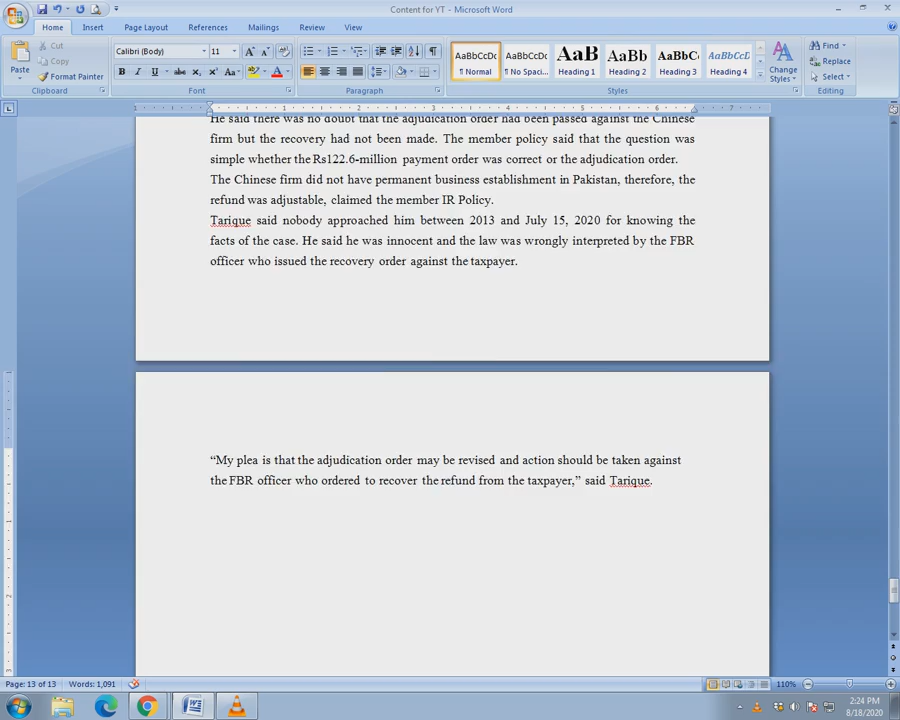 Content for YT - Microsoft Word
Home Insert Page Layout References Mailings Review View
Paste
Cut
Copy
Format Painter
Clipboard
Calibri (Body) 11
B I U abc x₂ x² Aa
Font
Paragraph
AaBbCcDc ¶ Normal
AaBbCcDc ¶ No Spaci...
AaB Heading 1
AaBb Heading 2
AaBbC Heading 3
AaBbCcD Heading 4
Change Styles
Styles
Find
Replace
Select
Editing
He said there was no doubt that the adjudication order had been passed against the Chinese
firm but the recovery had not been made. The member policy said that the question was
simple whether the Rs122.6-million payment order was correct or the adjudication order.
The Chinese firm did not have permanent business establishment in Pakistan, therefore, the
refund was adjustable, claimed the member IR Policy.
Tarique said nobody approached him between 2013 and July 15, 2020 for knowing the
facts of the case. He said he was innocent and the law was wrongly interpreted by the FBR
officer who issued the recovery order against the taxpayer.
“My plea is that the adjudication order may be revised and action should be taken against
the FBR officer who ordered to recover the refund from the taxpayer,” said Tarique.
Page: 13 of 13 Words: 1,091 110%
2:24 PM
8/18/2020